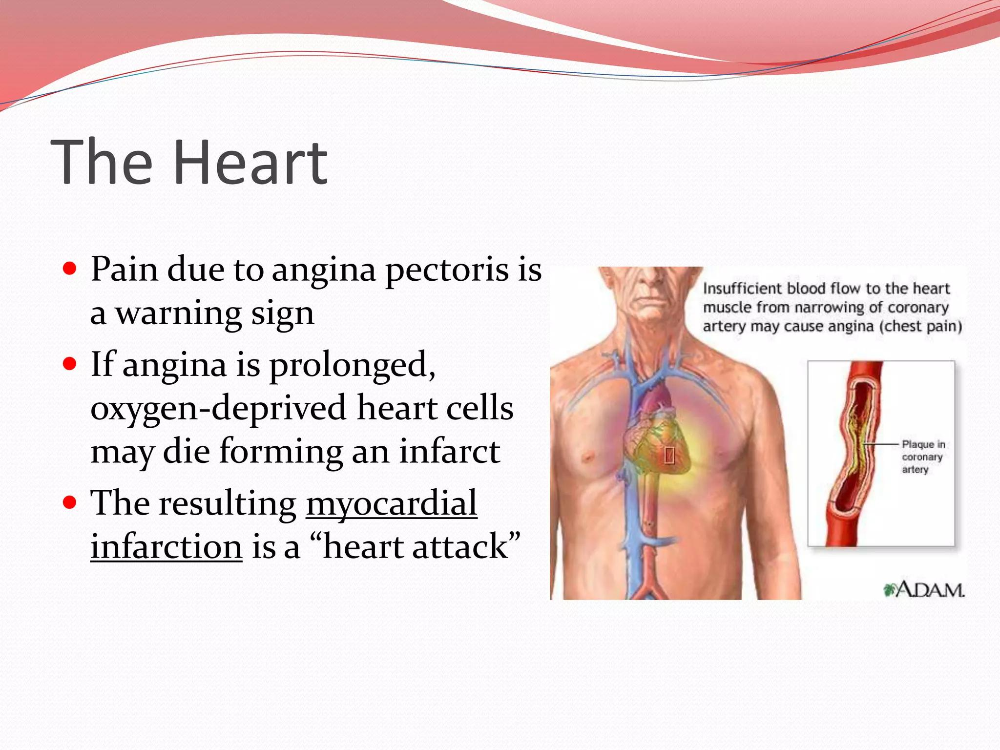 The Heart
Pain due to angina pectoris is
a warning sign
If angina is prolonged,
oxygen-deprived heart cells
may die forming an infarct
The resulting myocardial
infarction is a “heart attack”
Insufficient blood flow to the heart
muscle from narrowing of coronary
artery may cause angina (chest pain)
Plaque in
coronary
artery
A.D.A.M.